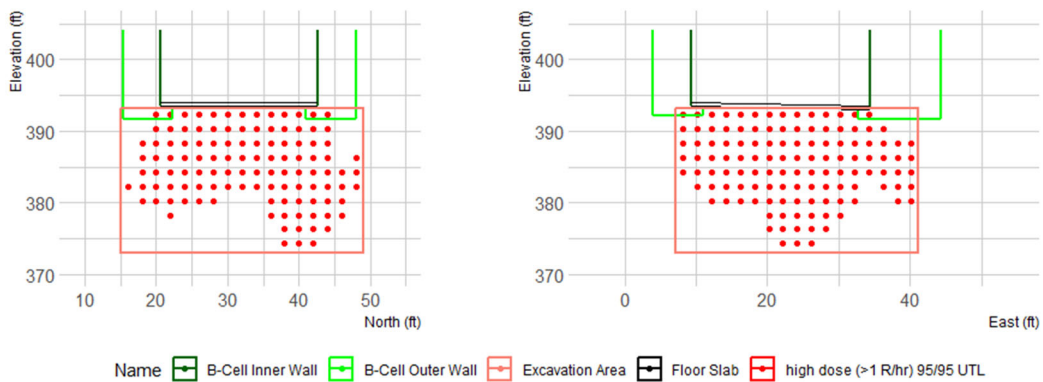 Elevation (ft)
400
390
380
370
10 20 30 40 50
North (ft)
Elevation (ft)
400
390
380
370
0 20 40
East (ft)
Name B-Cell Inner Wall B-Cell Outer Wall Excavation Area Floor Slab high dose (>1 R/hr) 95/95 UTL